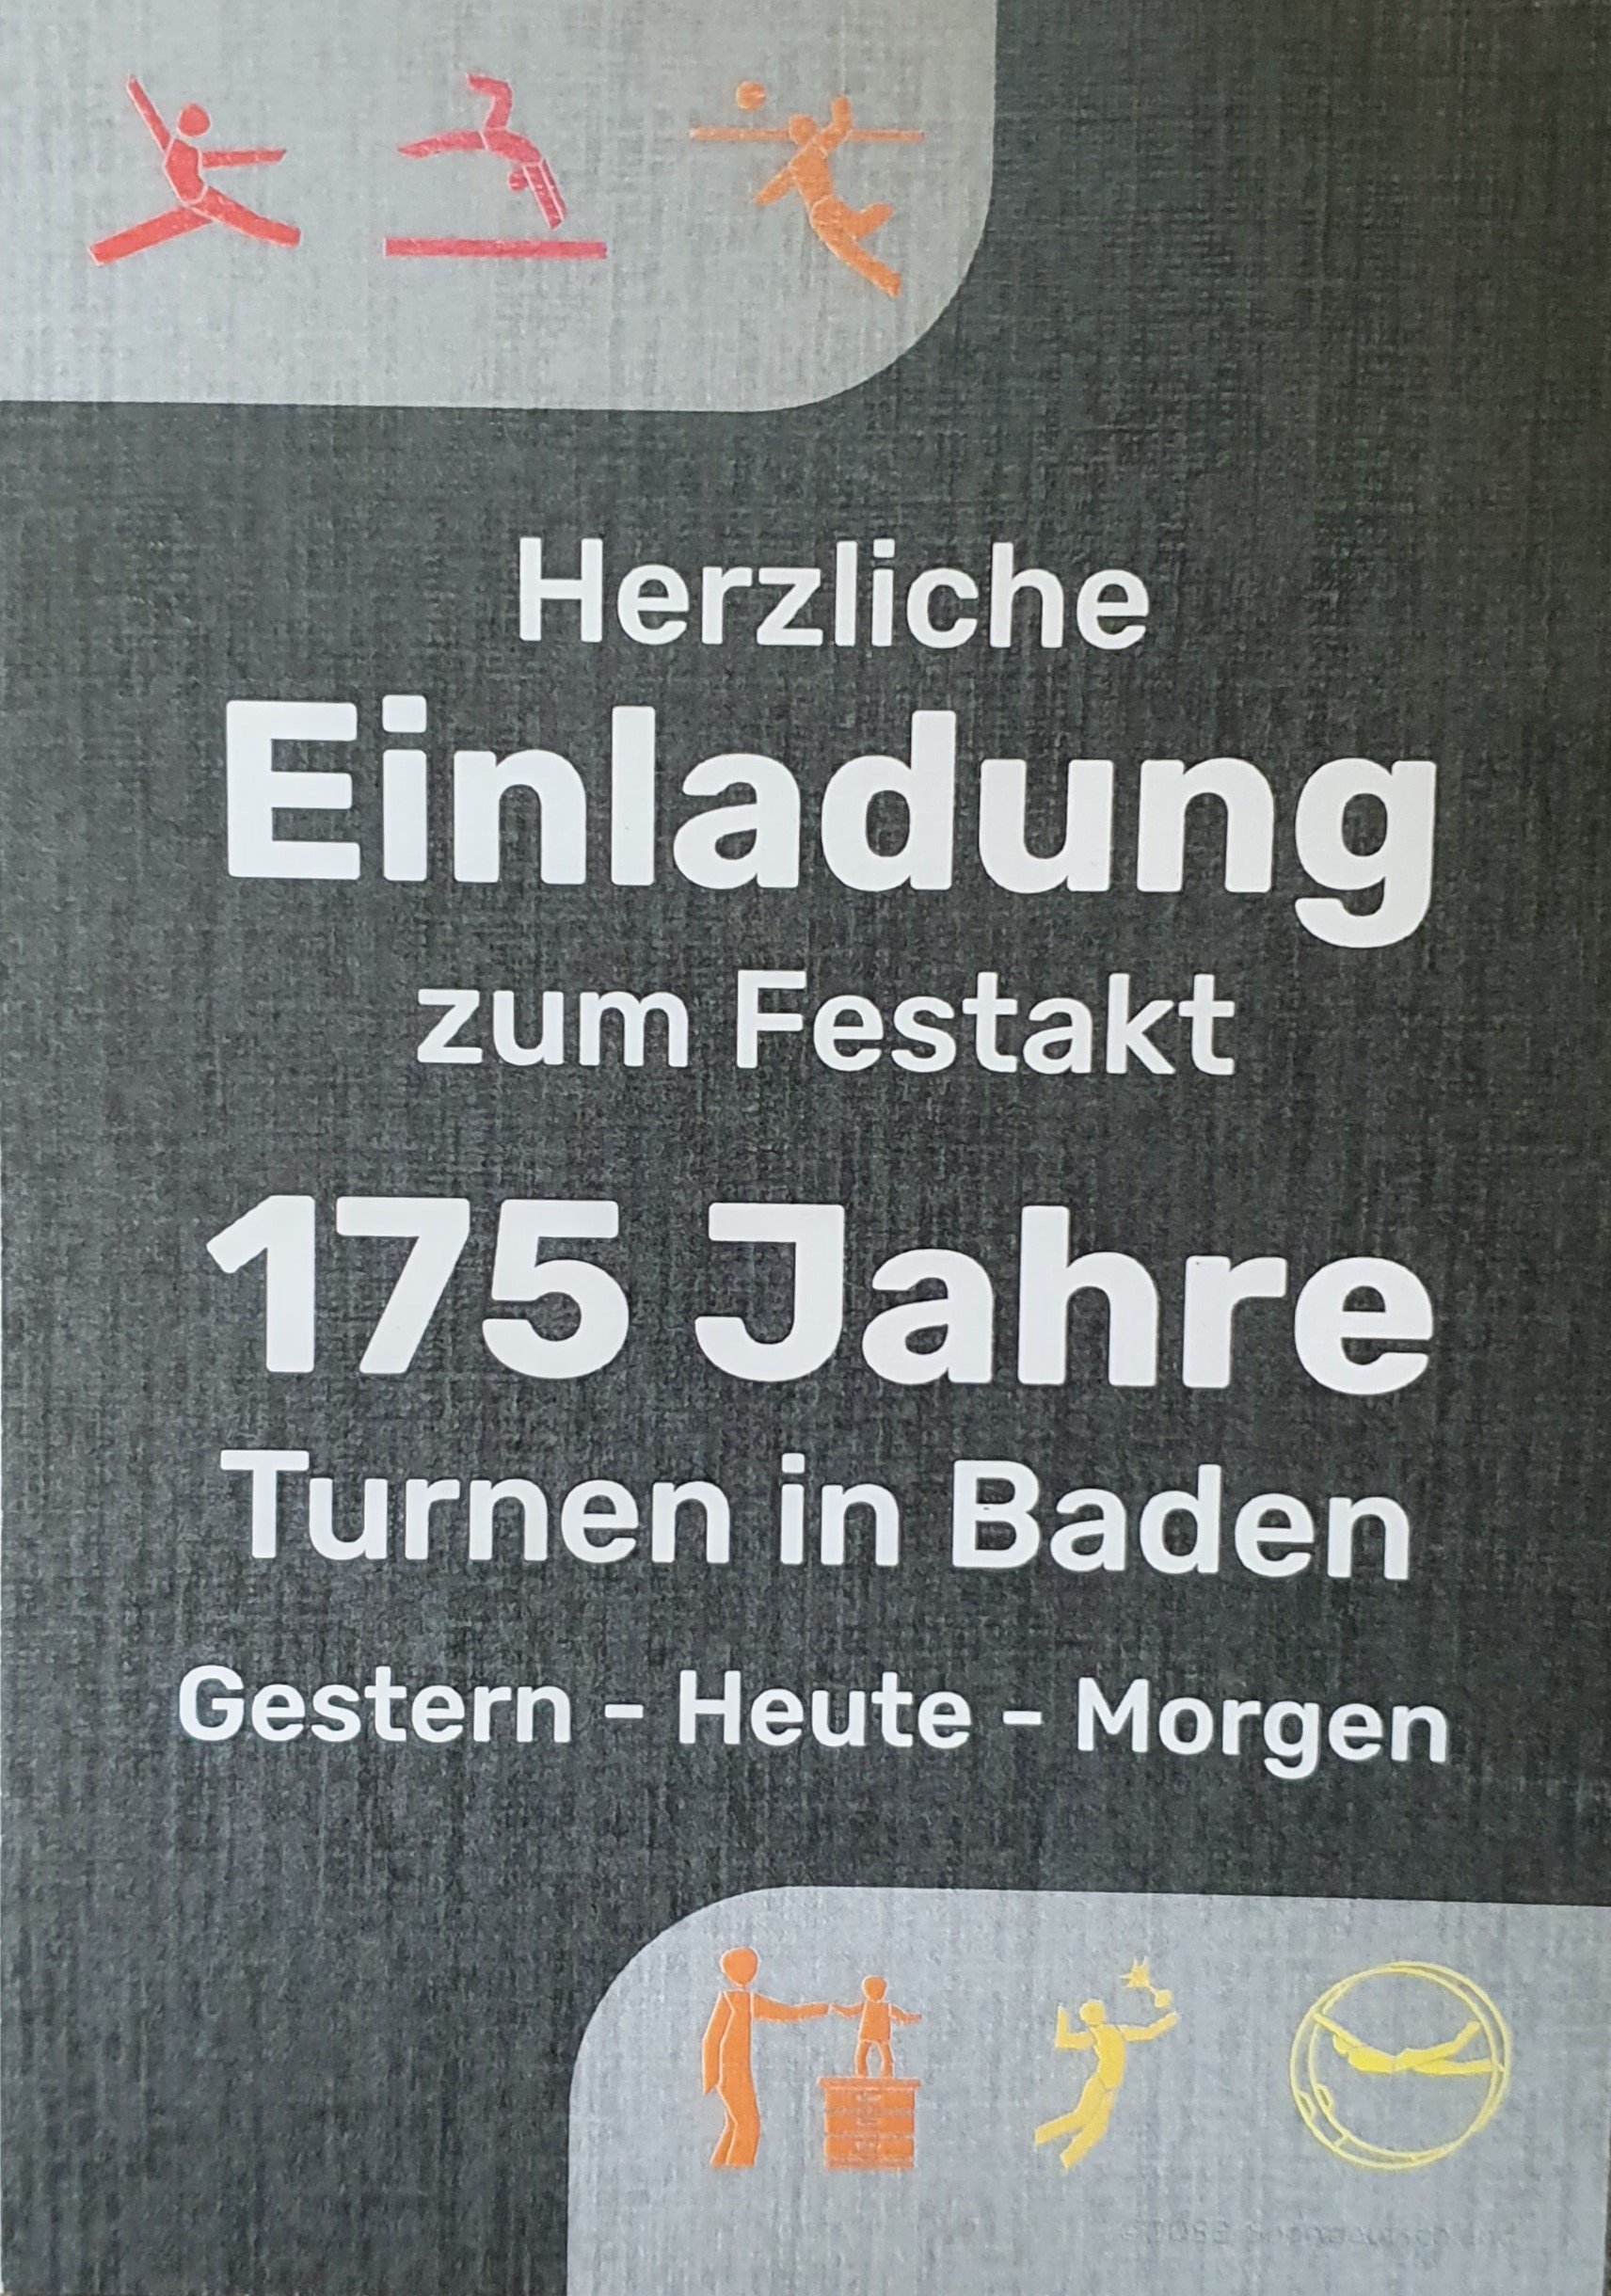 Herzliche
Einladung
zum Festakt
175 Jahre
Turnen in Baden
Gestern - Heute - Morgen